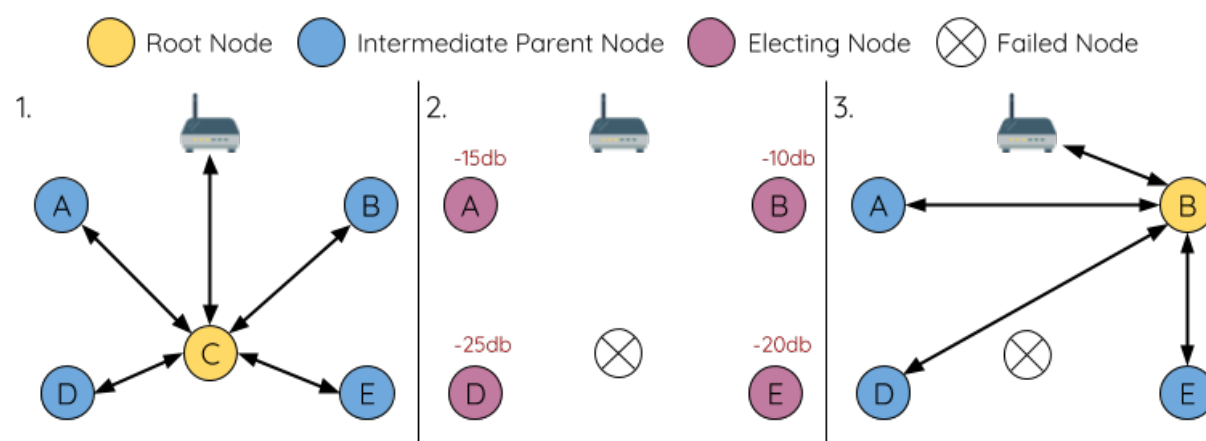 Root Node Intermediate Parent Node Electing Node Failed Node
1.
A
B
C
D
E
2.
-15db
-10db
A
B
-25db
-20db
D
E
3.
A
B
D
E